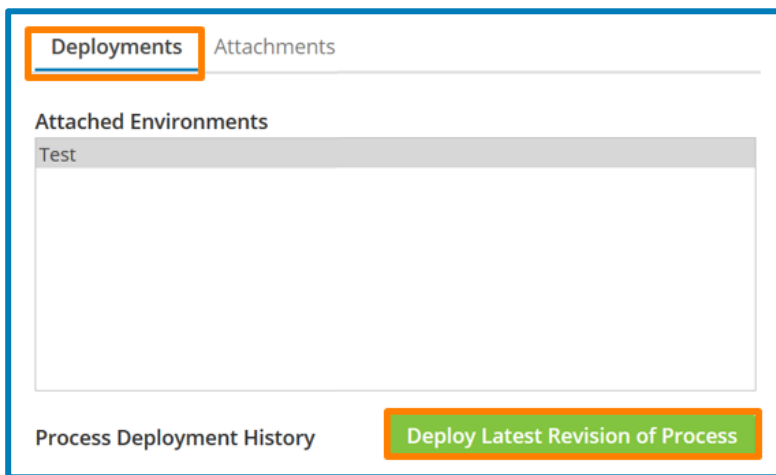 Deployments Attachments
Attached Environments
Test
Process Deployment History Deploy Latest Revision of Process